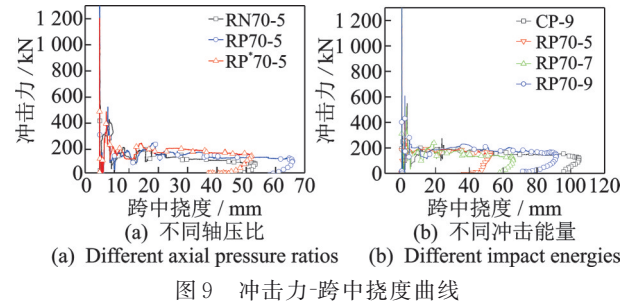 1 200
1 000
800
600
400
200
0
冲击力 / kN
RN70-5
RP70-5
RP*70-5
0 10 20 30 40 50 60 70
跨中挠度 / mm
(a) 不同轴压比
(a) Different axial pressure ratios
1 200
1 000
800
600
400
200
0
冲击力 / kN
CP-9
RP70-5
RP70-7
RP70-9
0 20 40 60 80 100 120
跨中挠度 / mm
(b) 不同冲击能量
(b) Different impact energies
图 9 冲击力-跨中挠度曲线